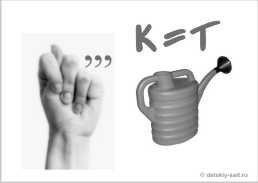 ,,,
К = Т
© detskiy-sait.ru